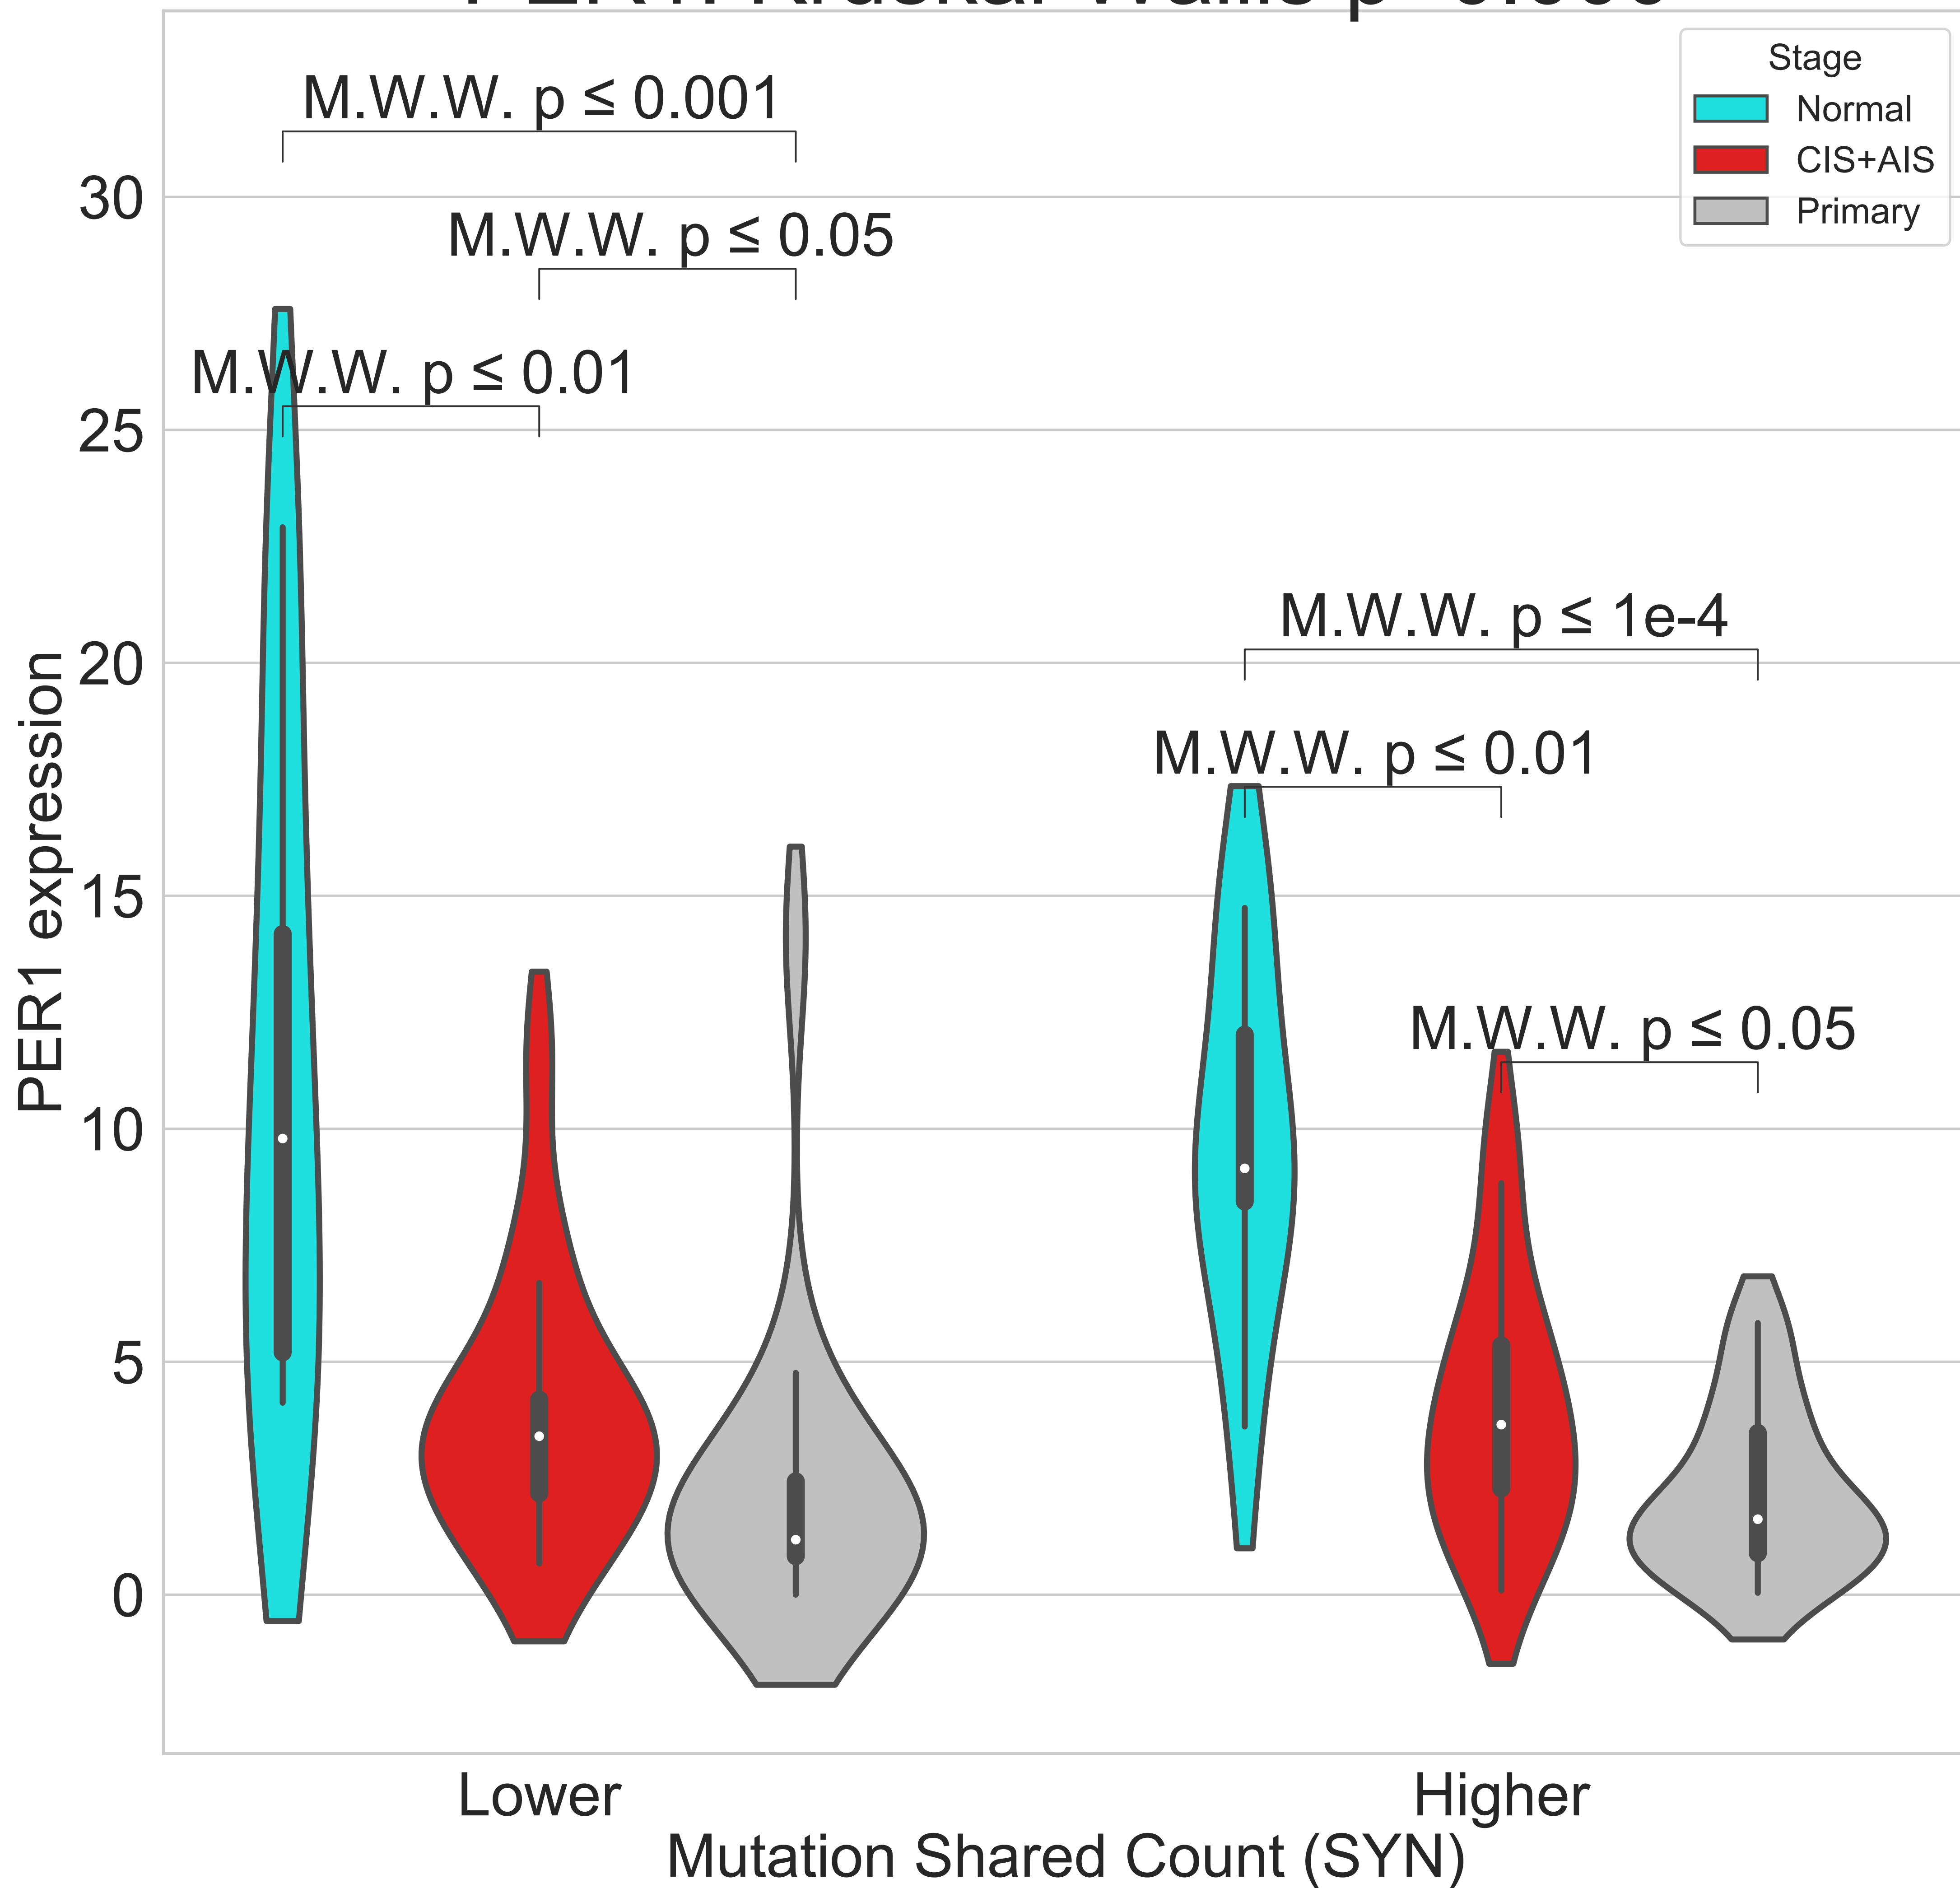 Stage
Normal
CIS+AIS
Primary
M.W.W. p ≤ 0.001
M.W.W. p ≤ 0.05
M.W.W. p ≤ 0.01
M.W.W. p ≤ 1e-4
M.W.W. p ≤ 0.01
M.W.W. p ≤ 0.05
PER1 expression
30
25
20
15
10
5
0
Lower
Higher
Mutation Shared Count (SYN)